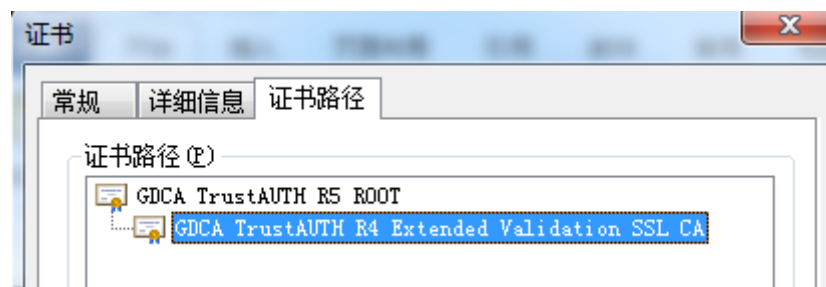 证书
常规 详细信息 证书路径
证书路径(P)
GDCA TrustAUTH R5 ROOT
GDCA TrustAUTH R4 Extended Validation SSL CA